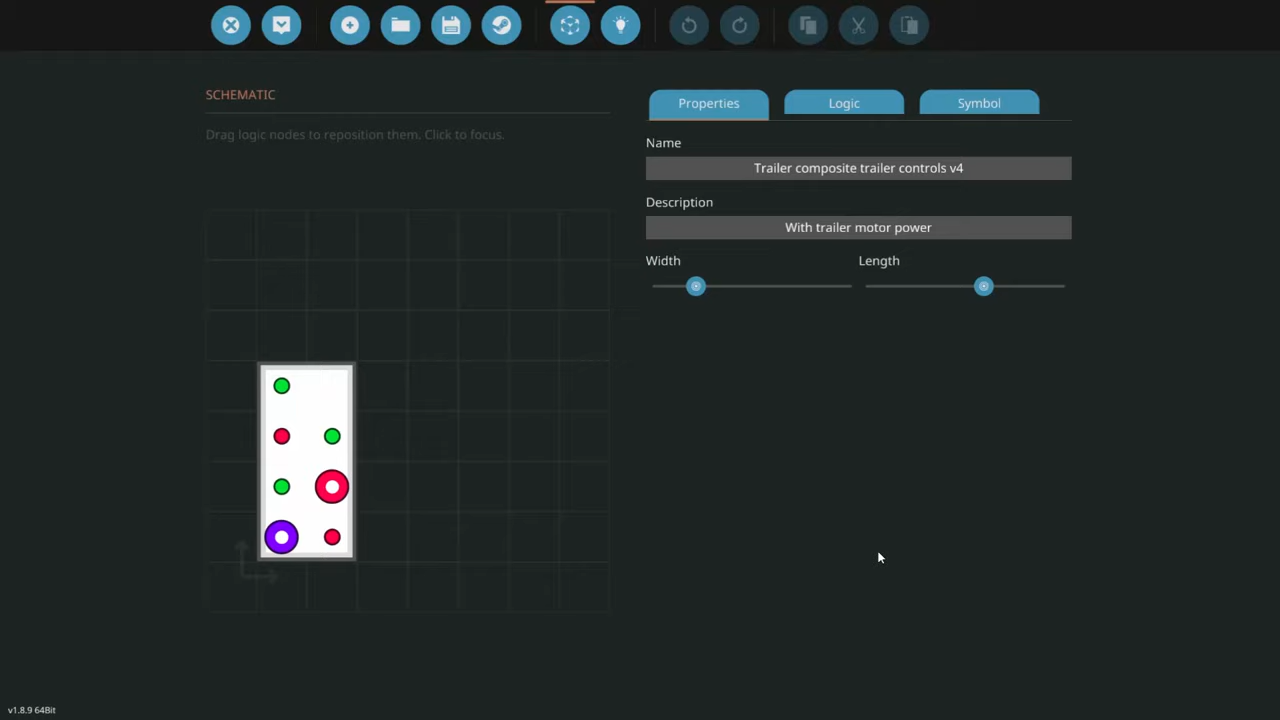 SCHEMATIC
Drag logic nodes to reposition them. Click to focus.
Properties
Logic
Symbol
Name
Trailer composite trailer controls v4
Description
With trailer motor power
Width
Length
v1.8.9 64Bit